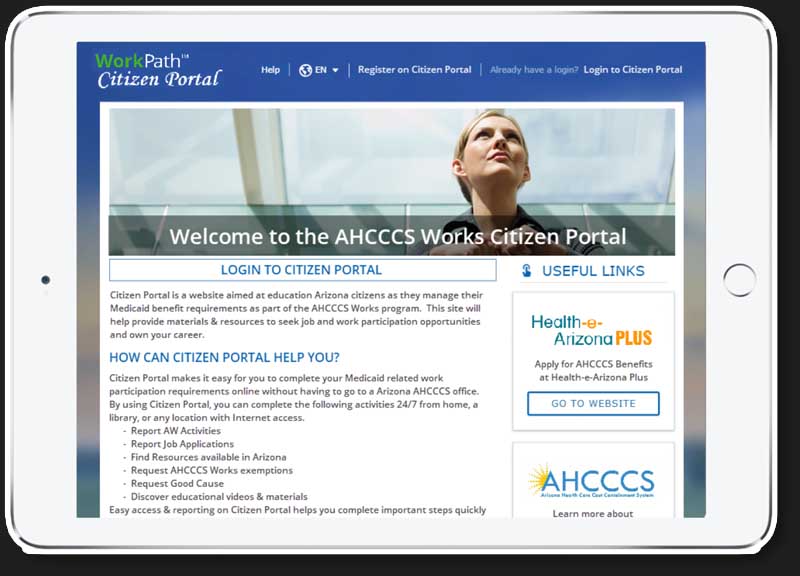 WorkPath™
Citizen Portal
Help
EN
Register on Citizen Portal
Already have a login? Login to Citizen Portal
Welcome to the AHCCCS Works Citizen Portal
LOGIN TO CITIZEN PORTAL
Citizen Portal is a website aimed at education Arizona citizens as they manage their
Medicaid benefit requirements as part of the AHCCCS Works program. This site will
help provide materials & resources to seek job and work participation opportunities
and own your career.
HOW CAN CITIZEN PORTAL HELP YOU?
Citizen Portal makes it easy for you to complete your Medicaid related work
participation requirements online without having to go to a Arizona AHCCCS office.
By using Citizen Portal, you can complete the following activities 24/7 from home, a
library, or any location with Internet access.
- Report AW Activities
- Report Job Applications
- Find Resources available in Arizona
- Request AHCCCS Works exemptions
- Request Good Cause
- Discover educational videos & materials
Easy access & reporting on Citizen Portal helps you complete important steps quickly
USEFUL LINKS
Health-e-
Arizona PLUS
Apply for AHCCCS Benefits
at Health-e-Arizona Plus
GO TO WEBSITE
AHCCCS
Arizona Health Care Cost Containment System
Learn more about